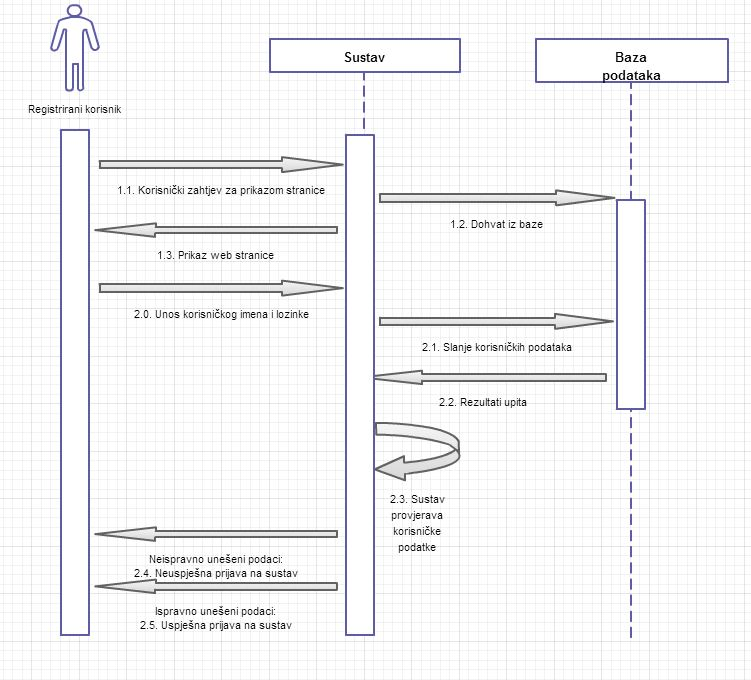 Sustav
Baza
podataka
Registrirani korisnik
1.1. Korisnički zahtjev za prikazom stranice
1.2. Dohvat iz baze
1.3. Prikaz web stranice
2.0. Unos korisničkog imena i lozinke
2.1. Slanje korisničkih podataka
2.2. Rezultati upita
2.3. Sustav
provjerava
korisničke
podatke
Neispravno unešeni podaci:
2.4. Neuspješna prijava na sustav
Ispravno unešeni podaci:
2.5. Uspješna prijava na sustav